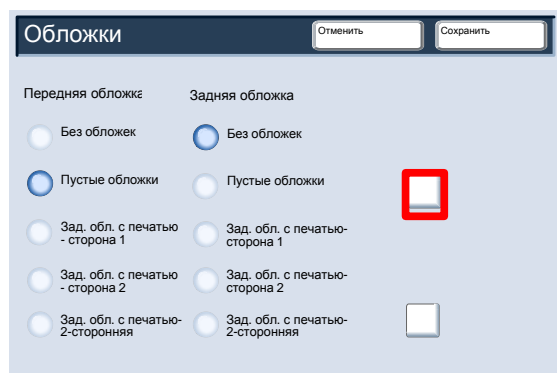 Обложки
Отменить
Сохранить
Передняя обложка
Задняя обложка
Без обложек
Без обложек
Пустые обложки
Пустые обложки
Зад. обл. с печатью
- сторона 1
Зад. обл. с печатью-
сторона 1
Зад. обл. с печатью
- сторона 2
Зад. обл. с печатью-
сторона 2
Зад. обл. с печатью-
2-сторонняя
Зад. обл. с печатью-
2-сторонняя